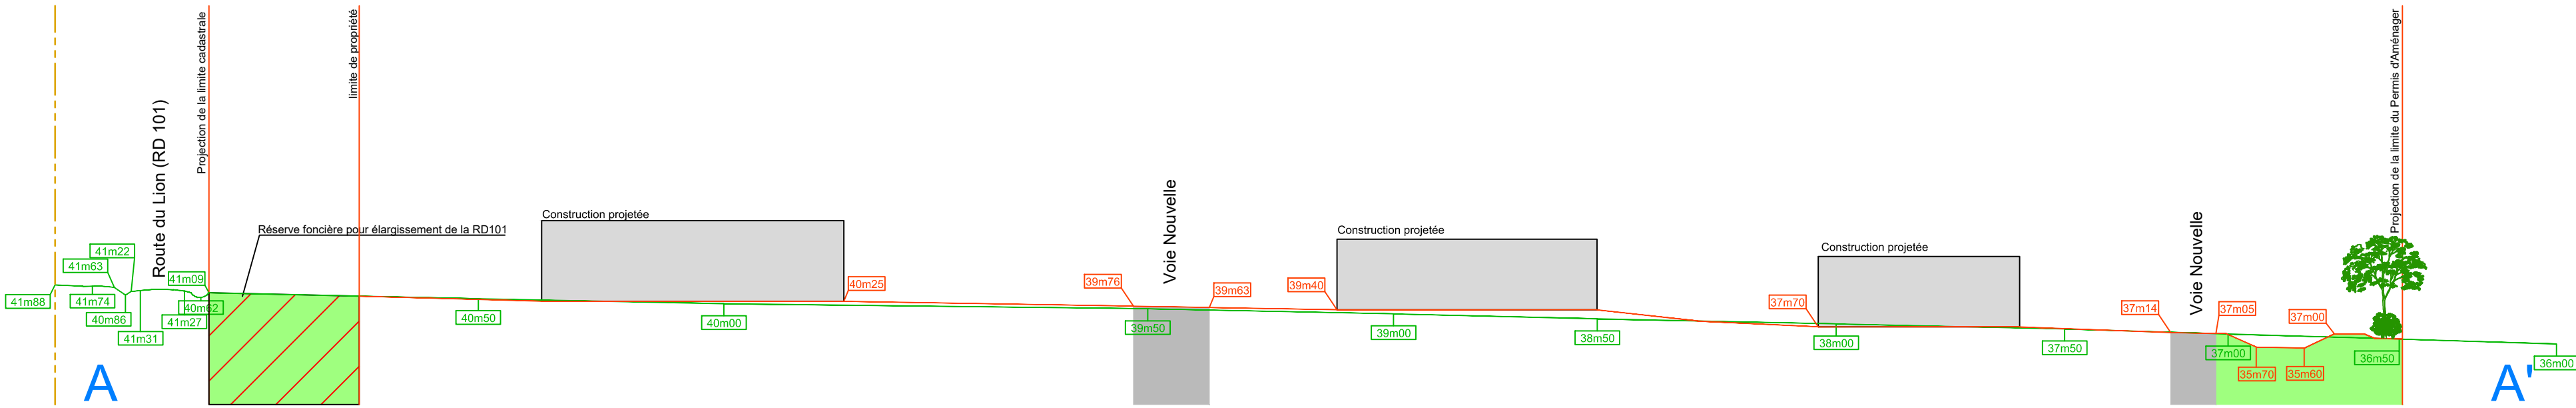 Projection de la limite cadastrale
limite de propriété
Projection de la limite du Permis d'Aménager
Route du Lion (RD 101)
Voie Nouvelle
Voie Nouvelle
Construction projetée
Réserve foncière pour élargissement de la RD101
Construction projetée
Construction projetée
41m22
41m63
41m09
41m88
41m74
40m62
40m86
41m27
41m31
40m50
40m00
40m25
39m76
39m63
39m50
39m40
39m00
38m50
37m70
38m00
37m50
37m14
37m05
37m00
37m00
35m70
35m60
36m50
36m00
A
A'